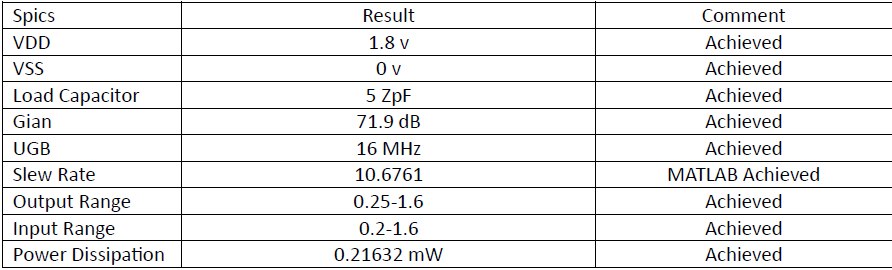 Spics Result Comment
VDD 1.8 v Achieved
VSS 0 v Achieved
Load Capacitor 5 ZpF Achieved
Gian 71.9 dB Achieved
UGB 16 MHz Achieved
Slew Rate 10.6761 MATLAB Achieved
Output Range 0.25-1.6 Achieved
Input Range 0.2-1.6 Achieved
Power Dissipation 0.21632 mW Achieved